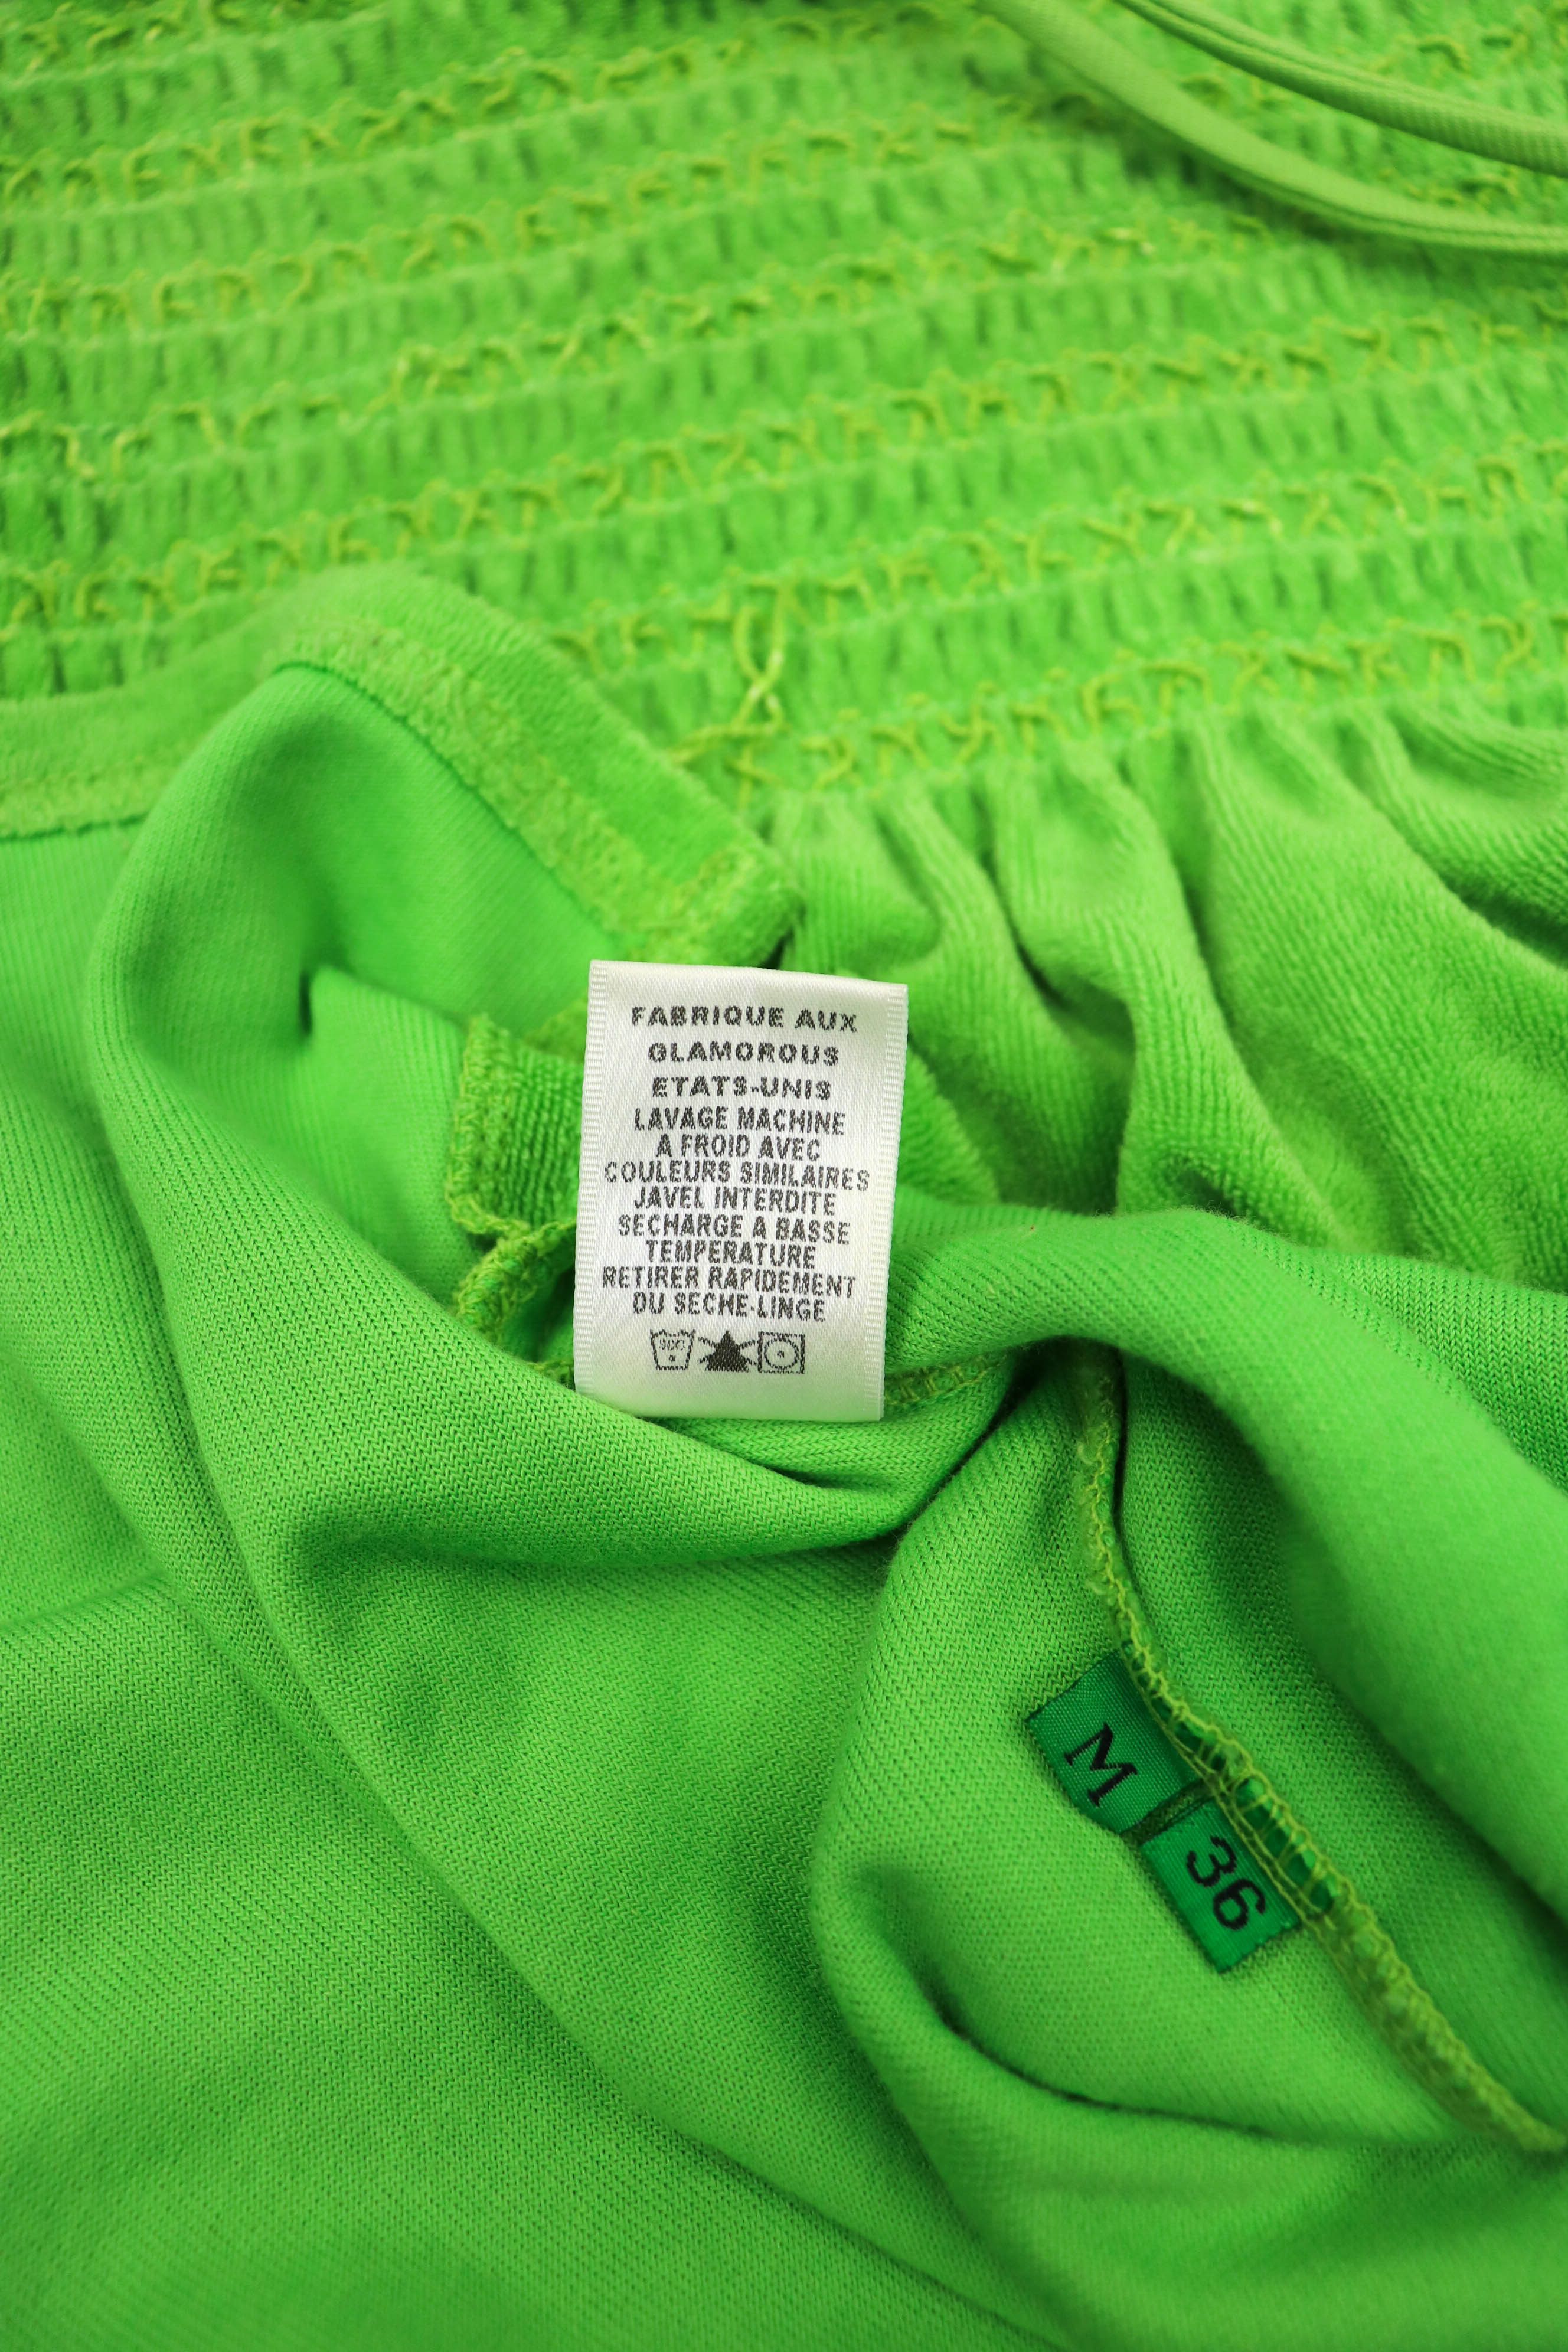 FABRIQUE AUX
GLAMOROUS
ETATS-UNIS
LAVAGE MACHINE
A FROID AVEC
COULEURS SIMILAIRES
JAVEL INTERDITE
SECHARGE A BASSE
TEMPERATURE
RETIRER RAPIDEMENT
DU SECHE-LINGE
M
36